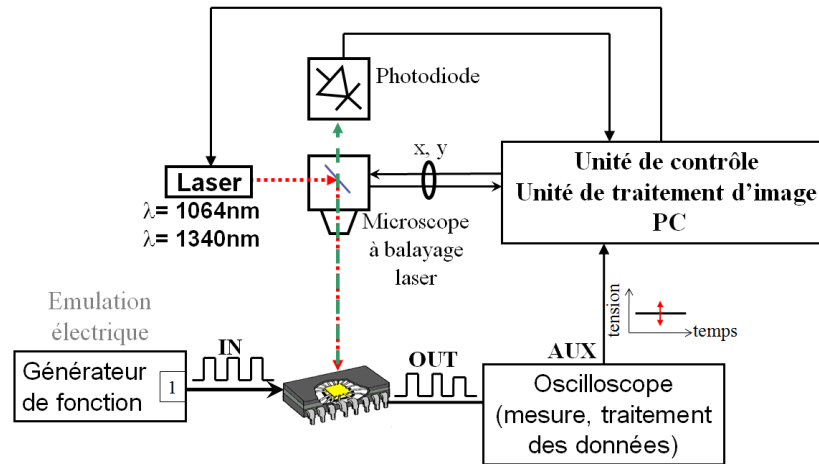 Photodiode
x, y
Unité de contrôle
Unité de traitement d'image
PC
Laser
λ= 1064nm
λ= 1340nm
Microscope
à balayage
laser
Emulation
électrique
tension
temps
IN
OUT
AUX
Générateur
de fonction
1
Oscilloscope
(mesure, traitement
des données)